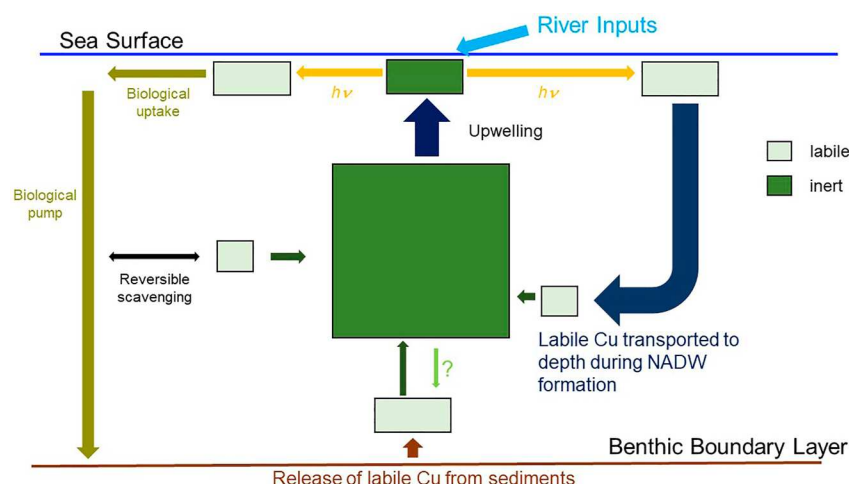 Sea Surface
River Inputs
hν
hν
Biological
uptake
Upwelling
labile
inert
Biological
pump
Reversible
scavenging
Labile Cu transported to
depth during NADW
formation
?
Benthic Boundary Layer
Release of labile Cu from sediments